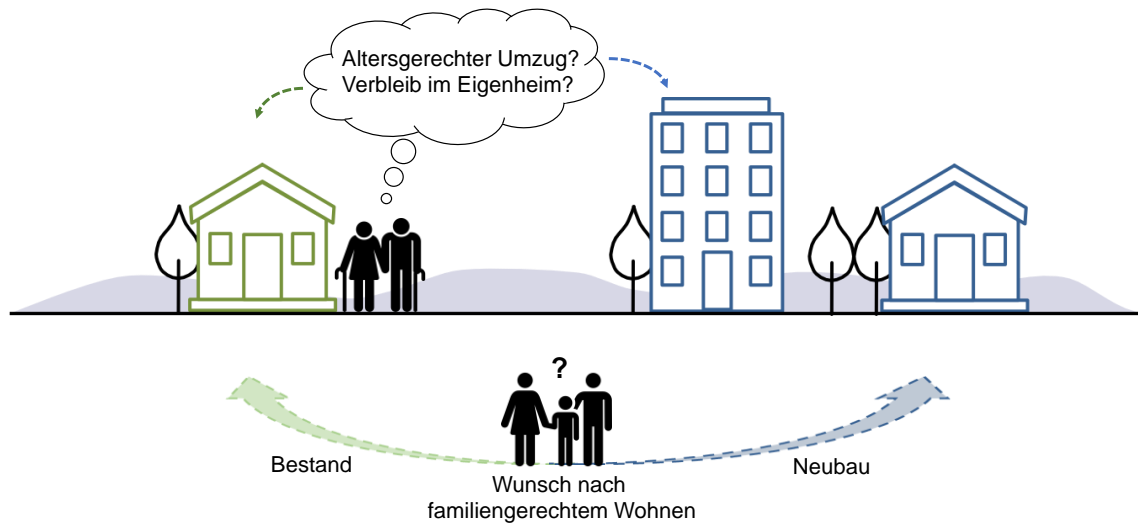 Altersgerechter Umzug?
Verbleib im Eigenheim?
?
Bestand
Neubau
Wunsch nach
familiengerechtem Wohnen